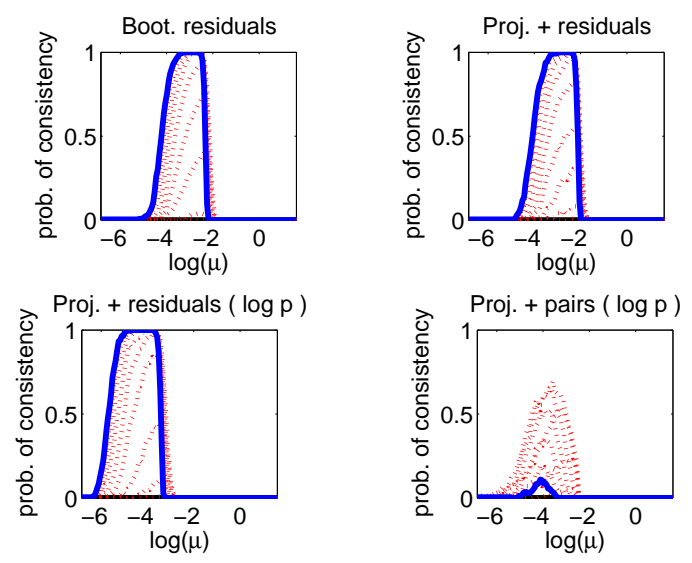 Boot. residuals
prob. of consistency
1
0.5
0
−6 −4 −2 0
log(μ)
Proj. + residuals
prob. of consistency
1
0.5
0
−6 −4 −2 0
log(μ)
Proj. + residuals ( log p )
prob. of consistency
1
0.5
0
−6 −4 −2 0
log(μ)
Proj. + pairs ( log p )
prob. of consistency
1
0.5
0
−6 −4 −2 0
log(μ)